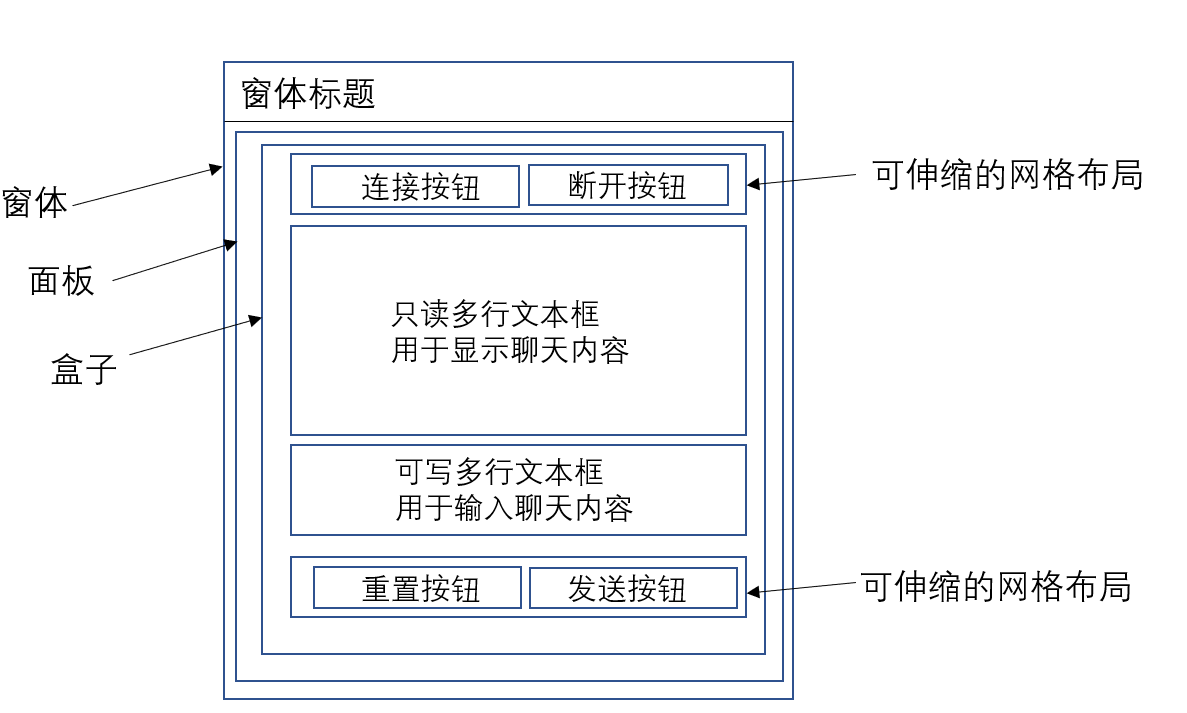 窗体标题
窗体
连接按钮
断开按钮
可伸缩的网格布局
面板
只读多行文本框
用于显示聊天内容
盒子
可写多行文本框
用于输入聊天内容
重置按钮
发送按钮
可伸缩的网格布局